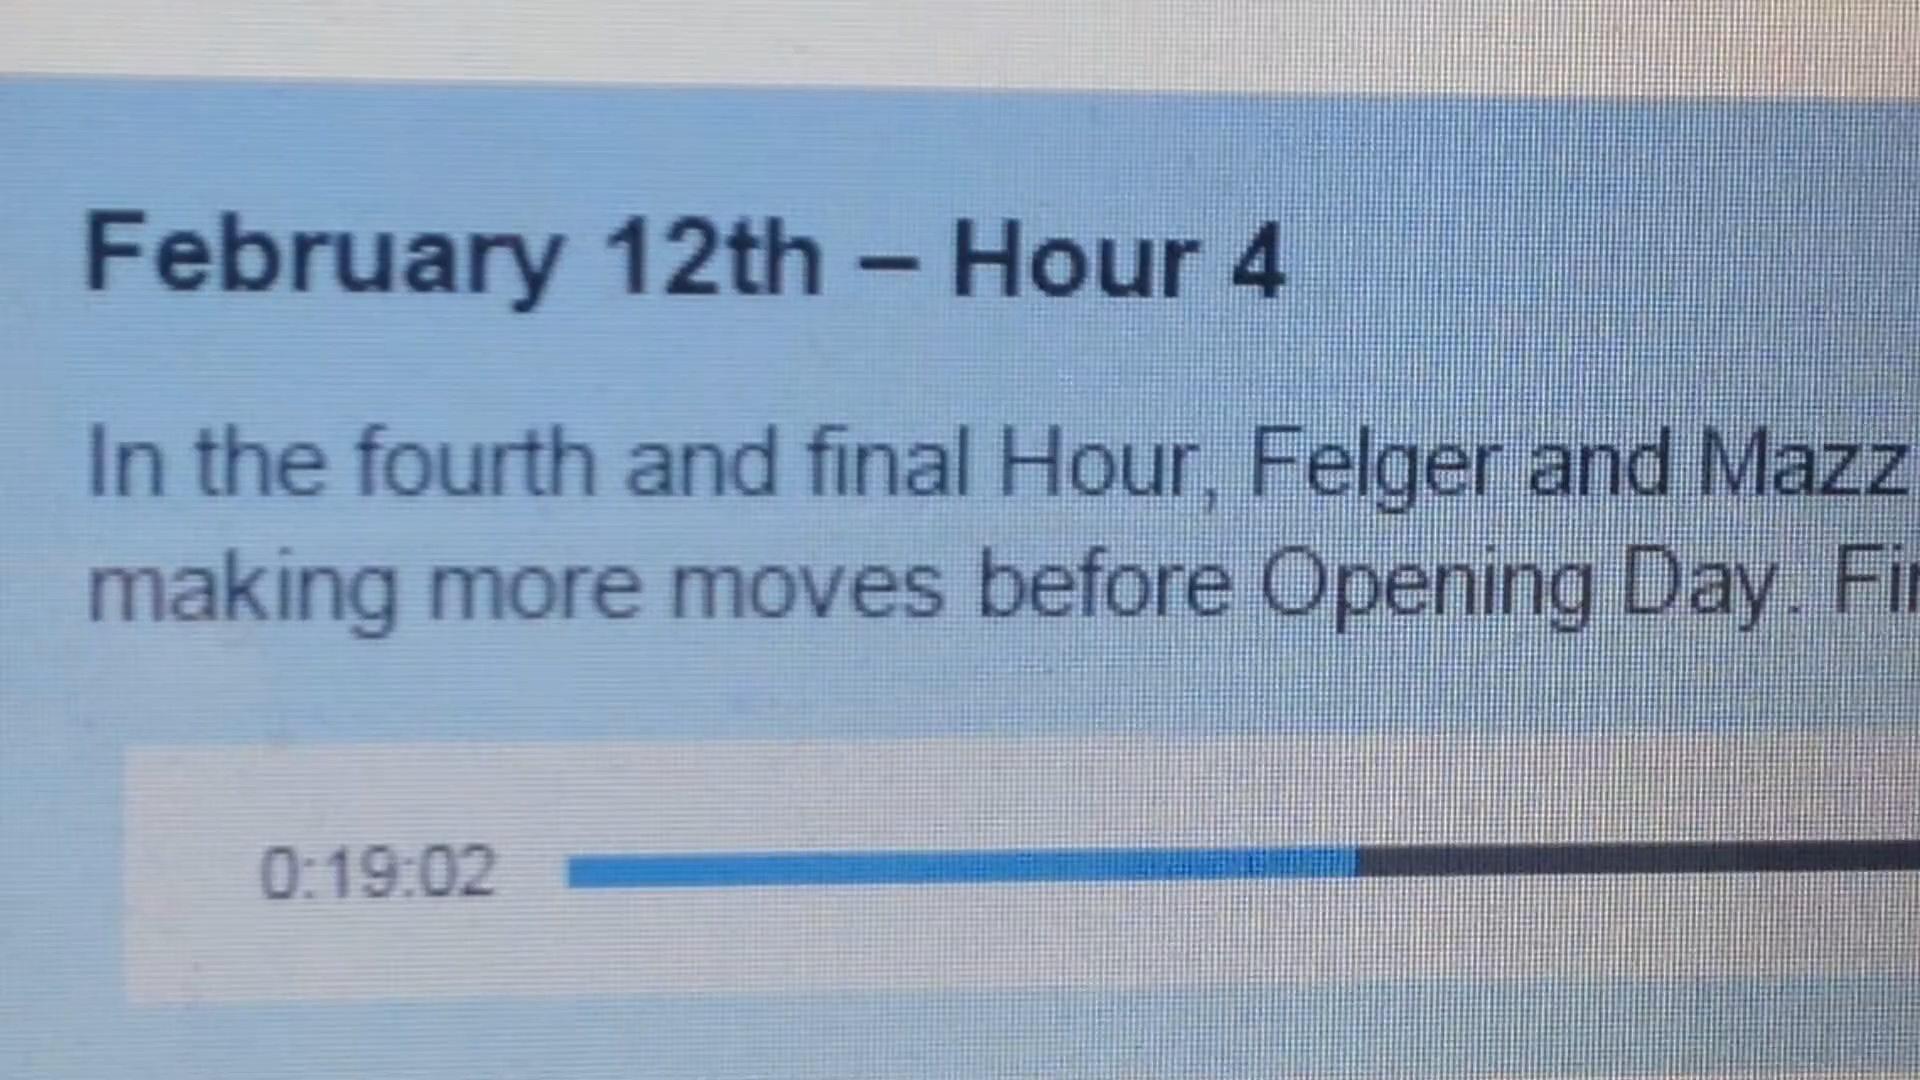 February 12th – Hour 4
In the fourth and final Hour, Felger and Mazz
making more moves before Opening Day. Fir
0:19:02